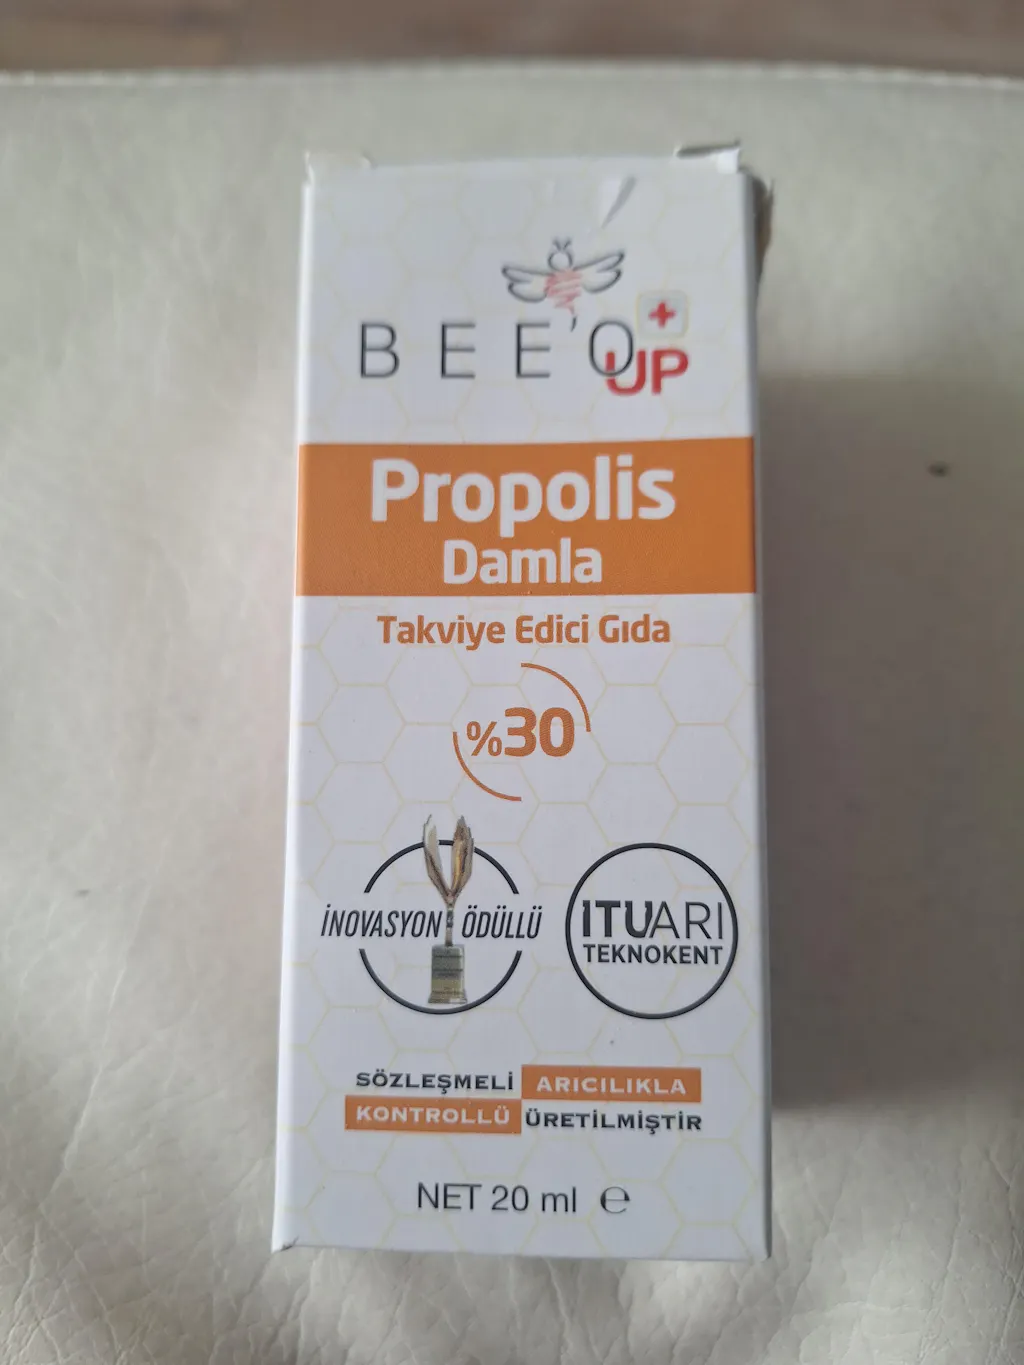 BEE'O
+
UP
Propolis
Damla
Takviye Edici Gıda
%30
İNOVASYON ÖDÜLLÜ
ITUARI
TEKNOKENT
SÖZLEŞMELİ ARICILIKLA
KONTROLLÜ ÜRETİLMİŞTİR
NET 20 ml ℮